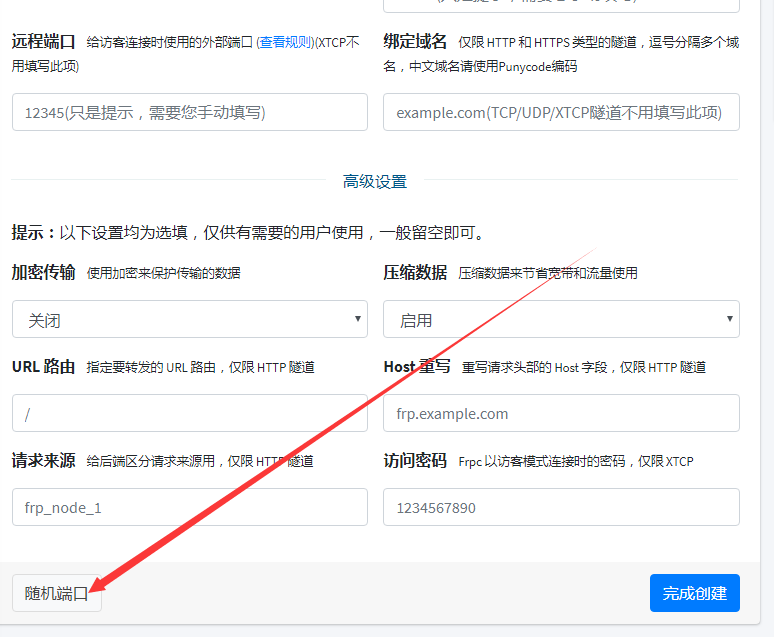 远程端口 给访客连接时使用的外部端口 (查看规则)(XTCP不
用填写此项)
绑定域名 仅限 HTTP 和 HTTPS 类型的隧道，逗号分隔多个域
名，中文域名请使用Punycode编码
12345(只是提示，需要您手动填写)
example.com(TCP/UDP/XTCP隧道不用填写此项)
高级设置
提示：以下设置均为选填，仅供有需要的用户使用，一般留空即可。
加密传输 使用加密来保护传输的数据
压缩数据 压缩数据来节省宽带和流量使用
关闭
启用
URL 路由 指定要转发的 URL 路由，仅限 HTTP 隧道
Host 重写 重写请求头部的 Host 字段，仅限 HTTP 隧道
/
frp.example.com
请求来源 给后端区分请求来源用，仅限 HTTP 隧道
访问密码 Frpc 以访客模式连接时的密码，仅限 XTCP
frp_node_1
1234567890
随机端口
完成创建